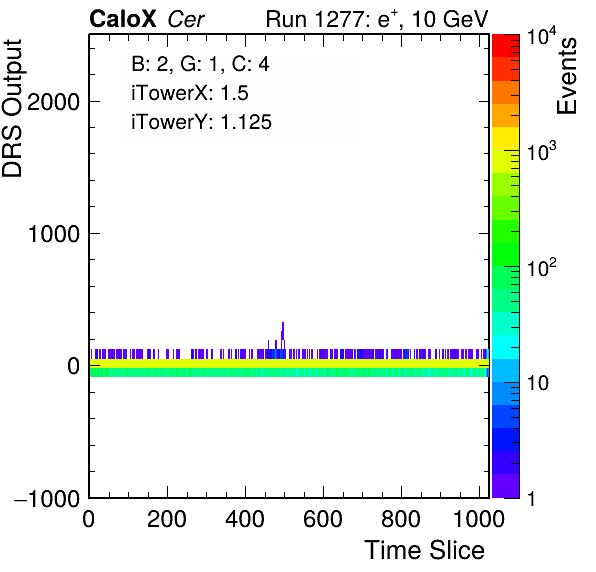 CaloX Cer Run 1277: e+, 10 GeV
B: 2, G: 1, C: 4
iTowerX: 1.5
iTowerY: 1.125
DRS Output
2000
1000
0
−1000
0 200 400 600 800 1000
Time Slice
Events
10^4
10^3
10^2
10
1